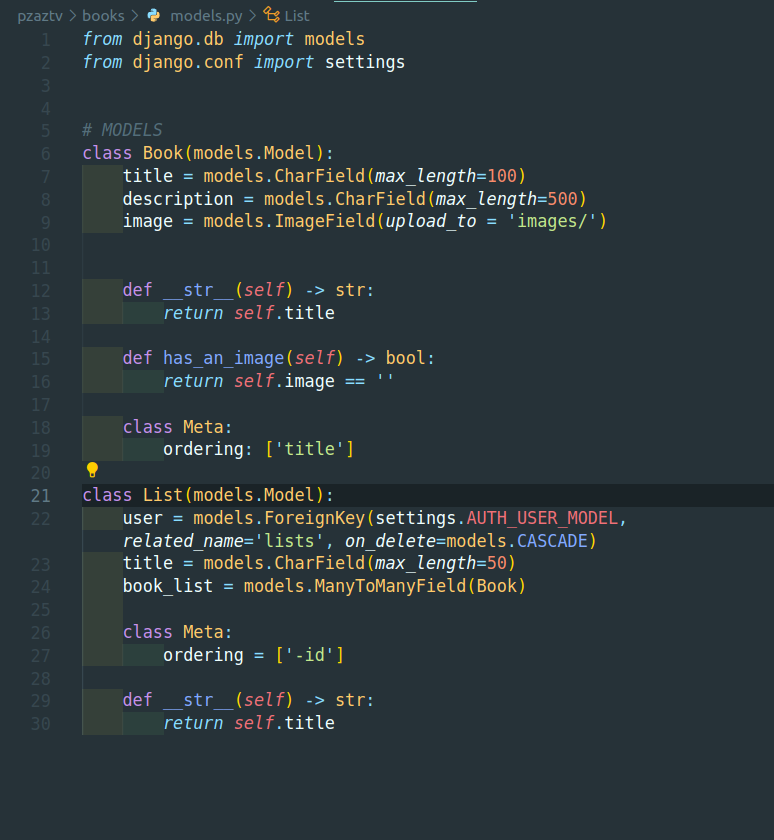 pzaztv > books > models.py > List
1 from django.db import models
2 from django.conf import settings
3
4
5 # MODELS
6 class Book(models.Model):
7     title = models.CharField(max_length=100)
8     description = models.CharField(max_length=500)
9     image = models.ImageField(upload_to = 'images/')
10
11
12     def __str__(self) -> str:
13         return self.title
14
15     def has_an_image(self) -> bool:
16         return self.image == ''
17
18     class Meta:
19         ordering: ['title']
20
21 class List(models.Model):
22     user = models.ForeignKey(settings.AUTH_USER_MODEL,
    related_name='lists', on_delete=models.CASCADE)
23     title = models.CharField(max_length=50)
24     book_list = models.ManyToManyField(Book)
25
26     class Meta:
27         ordering = ['-id']
28
29     def __str__(self) -> str:
30         return self.title